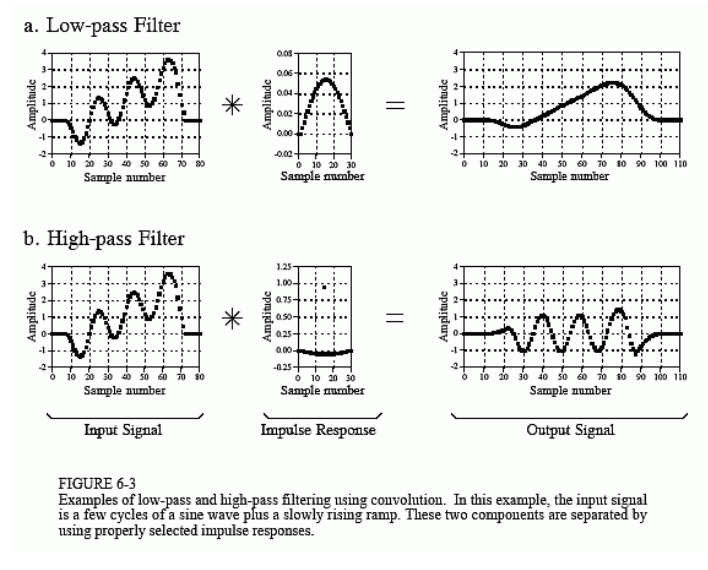 a. Low-pass Filter
4
3
2
1
0
-1
-2
Amplitude
0 10 20 30 40 50 60 70 80
Sample number
0.08
0.06
0.04
0.02
0.00
-0.02
Amplitude
0 10 20 30
Sample number
4
3
2
1
0
-1
-2
Amplitude
0 10 20 30 40 50 60 70 80 90 100 110
Sample number
b. High-pass Filter
4
3
2
1
0
-1
-2
Amplitude
0 10 20 30 40 50 60 70 80
Sample number
1.25
1.00
0.75
0.50
0.25
0.00
-0.25
Amplitude
0 10 20 30
Sample number
4
3
2
1
0
-1
-2
Amplitude
0 10 20 30 40 50 60 70 80 90 100 110
Sample number
Input Signal
Impulse Response
Output Signal
FIGURE 6-3
Examples of low-pass and high-pass filtering using convolution. In this example, the input signal
is a few cycles of a sine wave plus a slowly rising ramp. These two components are separated by
using properly selected impulse responses.